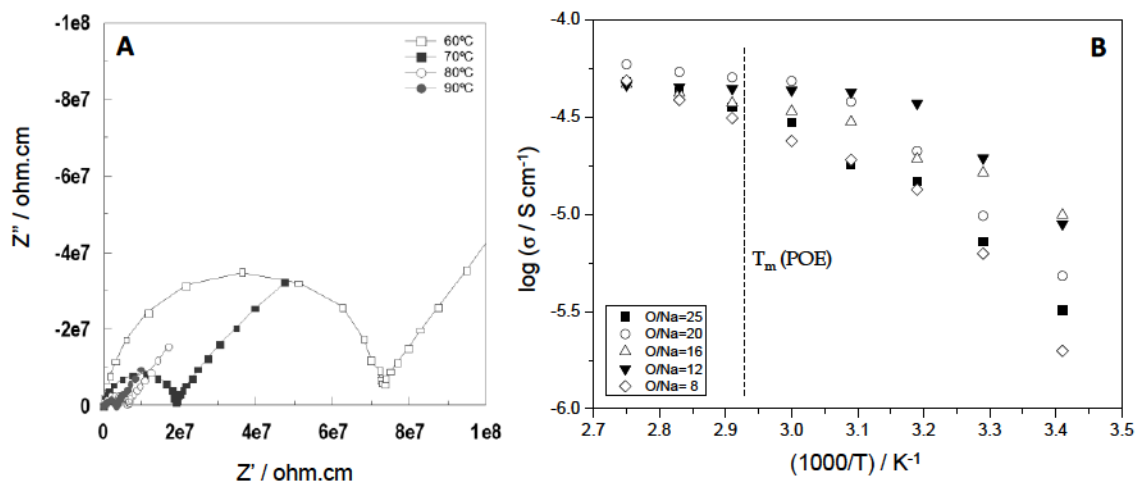 A
60ºC
70ºC
80ºC
90ºC
-1e8
-8e7
-6e7
-4e7
-2e7
0
Z'' / ohm.cm
0
2e7
6e7
8e7
1e8
Z' / ohm.cm
B
-4.0
-4.5
-5.0
-5.5
-6.0
log (σ / S cm⁻¹)
Tm (POE)
O/Na=25
O/Na=20
O/Na=16
O/Na=12
O/Na= 8
2.7
2.8
2.9
3.0
3.1
3.2
3.3
3.4
3.5
(1000/T) / K⁻¹